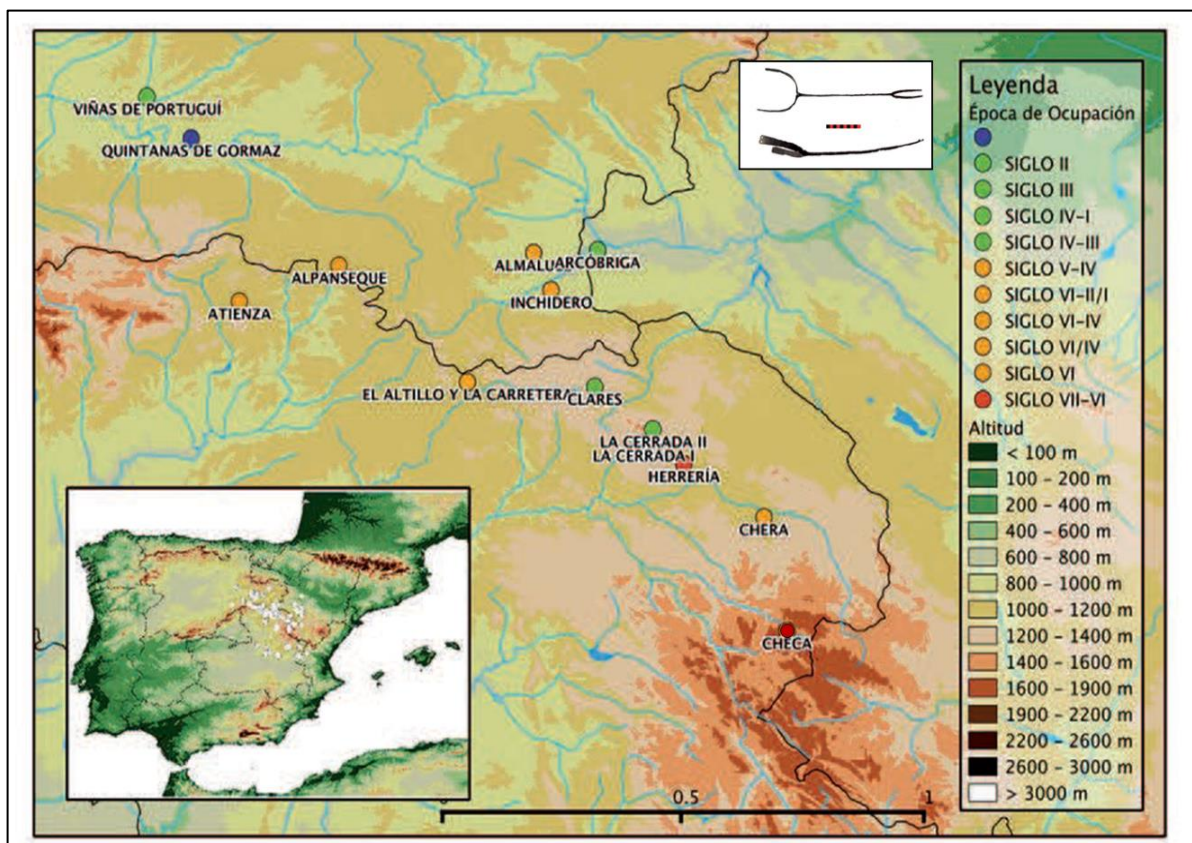 VIÑAS DE PORTUGUÍ
QUINTANAS DE GORMAZ
ALPANSEQUE
ATIENZA
ARCÓBRIGA
INCHIDERO
EL ALTILLO Y LA CARRETERA
CLARES
LA CERRADA II
LA CERRADA I
HERRERÍA
CHERA
CHECA
0.5
1
Leyenda
Época de Ocupación
SIGLO II
SIGLO III
SIGLO IV-I
SIGLO IV-III
SIGLO V-IV
SIGLO VI-II/I
SIGLO VI-IV
SIGLO VI/IV
SIGLO VI
SIGLO VII-VI
Altitud
< 100 m
100 - 200 m
200 - 400 m
400 - 600 m
600 - 800 m
800 - 1000 m
1000 - 1200 m
1200 - 1400 m
1400 - 1600 m
1600 - 1900 m
1900 - 2200 m
2200 - 2600 m
2600 - 3000 m
> 3000 m